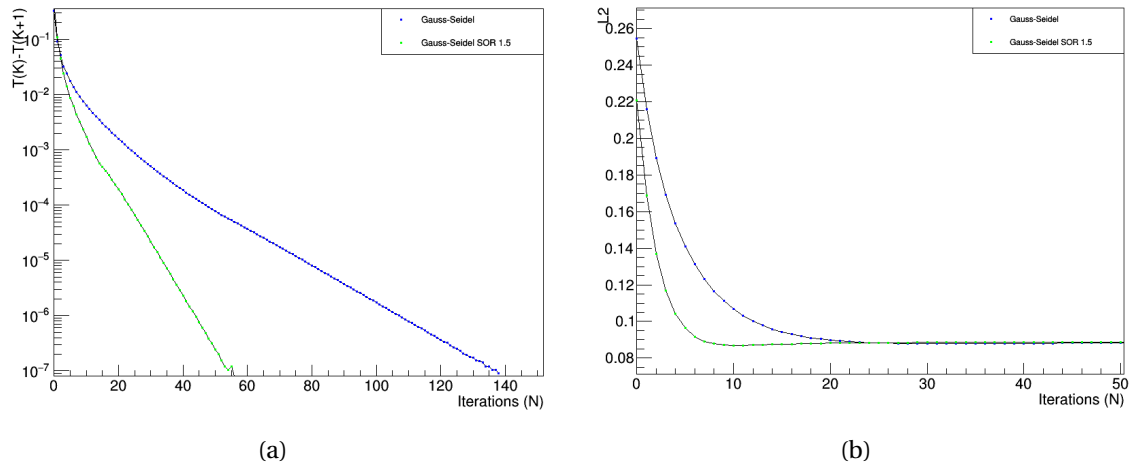 T(K)-T(K+1)
10^-1
10^-2
10^-3
10^-4
10^-5
10^-6
10^-7
0 20 40 60 80 100 120 140
Iterations (N)
Gauss-Seidel
Gauss-Seidel SOR 1.5
(a)
L2
0.26
0.24
0.22
0.2
0.18
0.16
0.14
0.12
0.1
0.08
0 10 20 30 40 50
Iterations (N)
Gauss-Seidel
Gauss-Seidel SOR 1.5
(b)